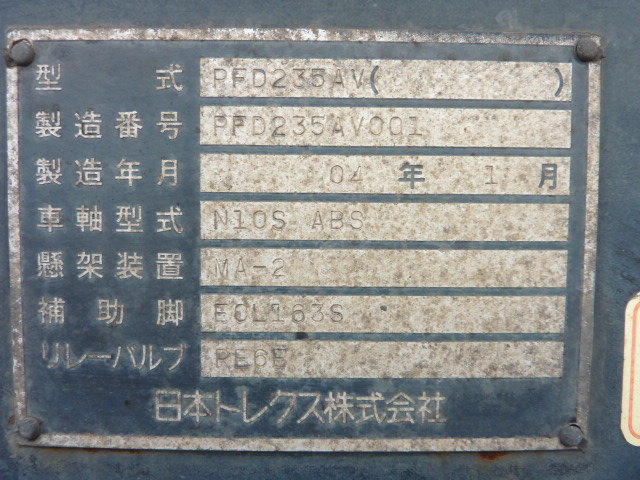 型式 PFD235AV( )
製造番号 PFD235AV001
製造年月 04 年 1 月
車軸型式 N10S ABS
懸架装置 MA-2
補助脚 ECL163S
リレーバルブ RE6E
日本トレクス株式会社